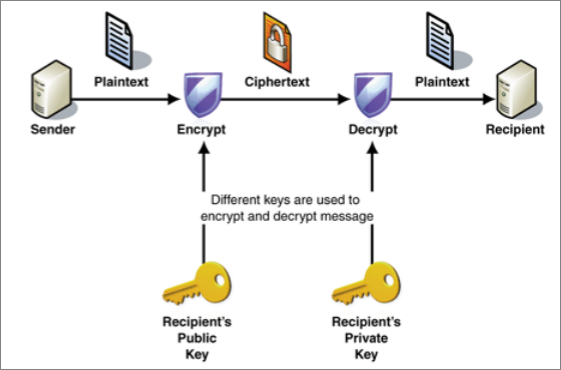 Plaintext
Ciphertext
Plaintext
Sender
Encrypt
Decrypt
Recipient
Different keys are used to
encrypt and decrypt message
Recipient's
Public
Key
Recipient's
Private
Key